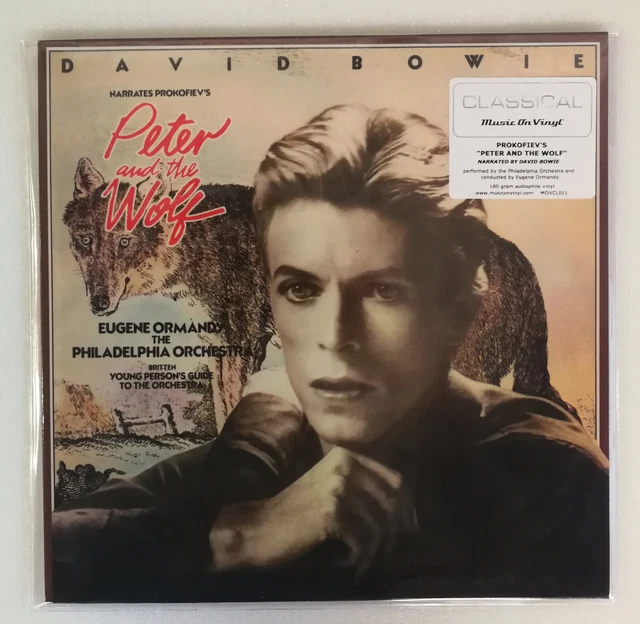 DAVID BOWIE
NARRATES PROKOFIEV'S
Peter
and the
Wolf
EUGENE ORMANDY
THE
PHILADELPHIA ORCHESTRA
BRITTEN
YOUNG PERSON'S GUIDE
TO THE ORCHESTRA
CLASSICAL
Music On Vinyl
PROKOFIEV'S
"PETER AND THE WOLF"
NARRATED BY DAVID BOWIE
performed by the Philadelphia Orchestra and
conducted by Eugene Ormandy
180 gram audiophile vinyl
www.musiconvinyl.com MOVCL011